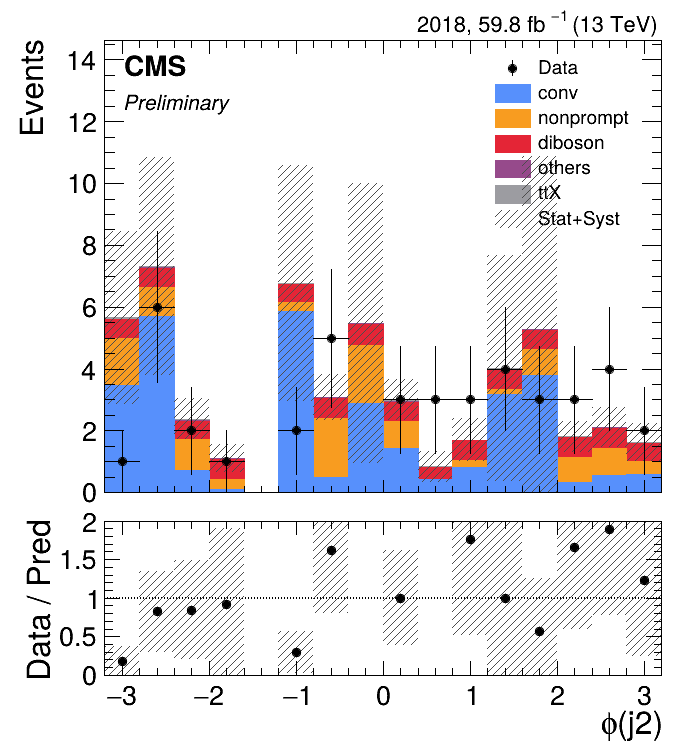 2018, 59.8 fb⁻¹ (13 TeV)
Events
14
12
10
8
6
4
2
0
CMS
Preliminary
Data
conv
nonprompt
diboson
others
ttX
Stat+Syst
Data / Pred
2
1.5
1
0.5
0
−3 −2 −1 0 1 2 3
ϕ(j2)